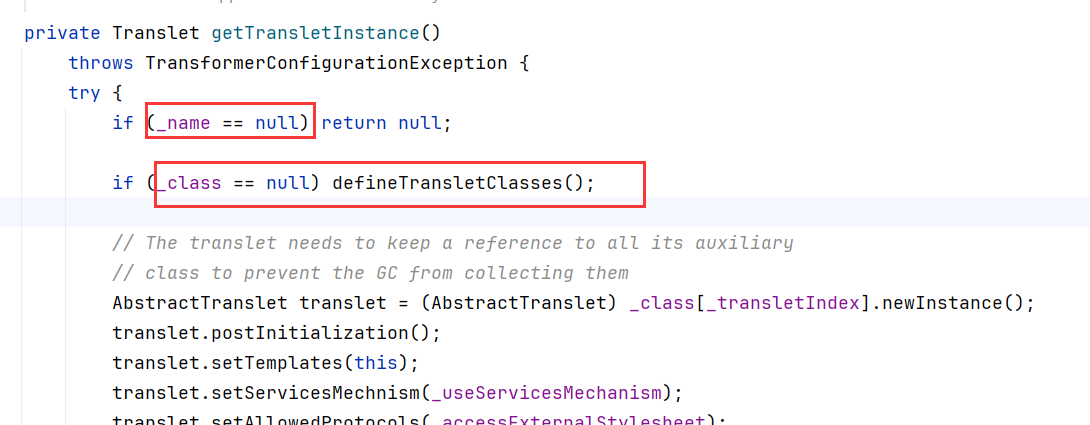 private Translet getTransletInstance()
throws TransformerConfigurationException {
try {
if (_name == null) return null;
if (_class == null) defineTransletClasses();
// The translet needs to keep a reference to all its auxiliary
// class to prevent the GC from collecting them
AbstractTranslet translet = (AbstractTranslet) _class[_transletIndex].newInstance();
translet.postInitialization();
translet.setTemplates(this);
translet.setServicesMechnism(_useServicesMechanism);
translet.setAllowedProtocols(_accessExternalStylesheet);